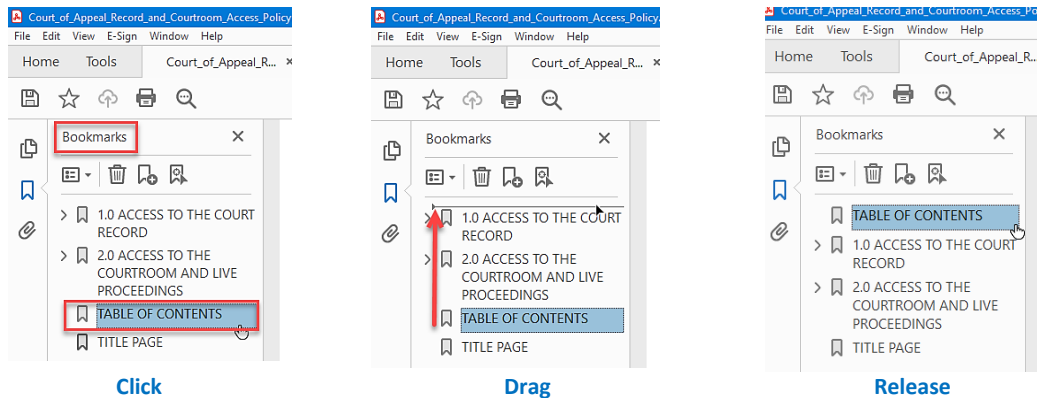 Court_of_Appeal_Record_and_Courtroom_Access_Policy
File Edit View E-Sign Window Help
Home Tools Court_of_Appeal_R... ×
Bookmarks ×
1.0 ACCESS TO THE COURT
RECORD
2.0 ACCESS TO THE
COURTROOM AND LIVE
PROCEEDINGS
TABLE OF CONTENTS
TITLE PAGE
Click
Court_of_Appeal_Record_and_Courtroom_Access_Policy.
File Edit View E-Sign Window Help
Home Tools Court_of_Appeal_R... ×
Bookmarks ×
1.0 ACCESS TO THE COURT
RECORD
2.0 ACCESS TO THE
COURTROOM AND LIVE
PROCEEDINGS
TABLE OF CONTENTS
TITLE PAGE
Drag
Court_of_Appeal_Record_and_Courtroom_Access_Po
File Edit View E-Sign Window Help
Home Tools Court_of_Appeal_R...
Bookmarks ×
TABLE OF CONTENTS
1.0 ACCESS TO THE COURT
RECORD
2.0 ACCESS TO THE
COURTROOM AND LIVE
PROCEEDINGS
TITLE PAGE
Release